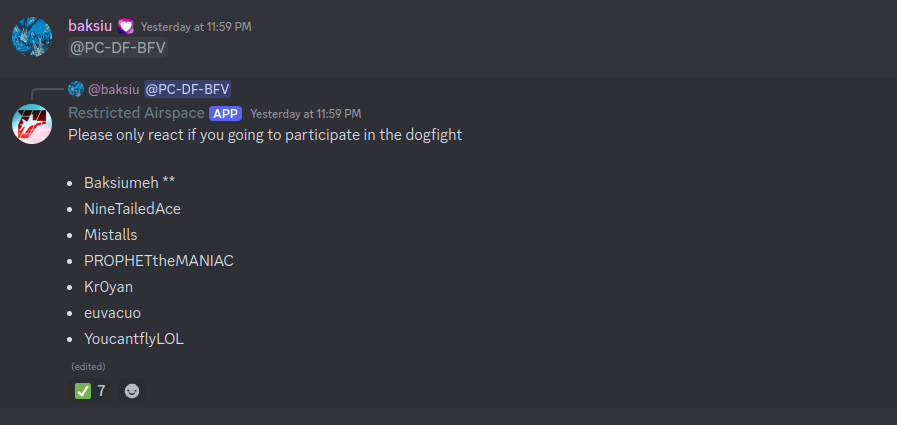 baksiu Yesterday at 11:59 PM
@PC-DF-BFV
@baksiu @PC-DF-BFV
Restricted Airspace APP Yesterday at 11:59 PM
Please only react if you going to participate in the dogfight
• Baksiumeh **
• NineTailedAce
• Mistalls
• PROPHETtheMANIAC
• Kr0yan
• euvacuo
• YoucantflyLOL
(edited)
7